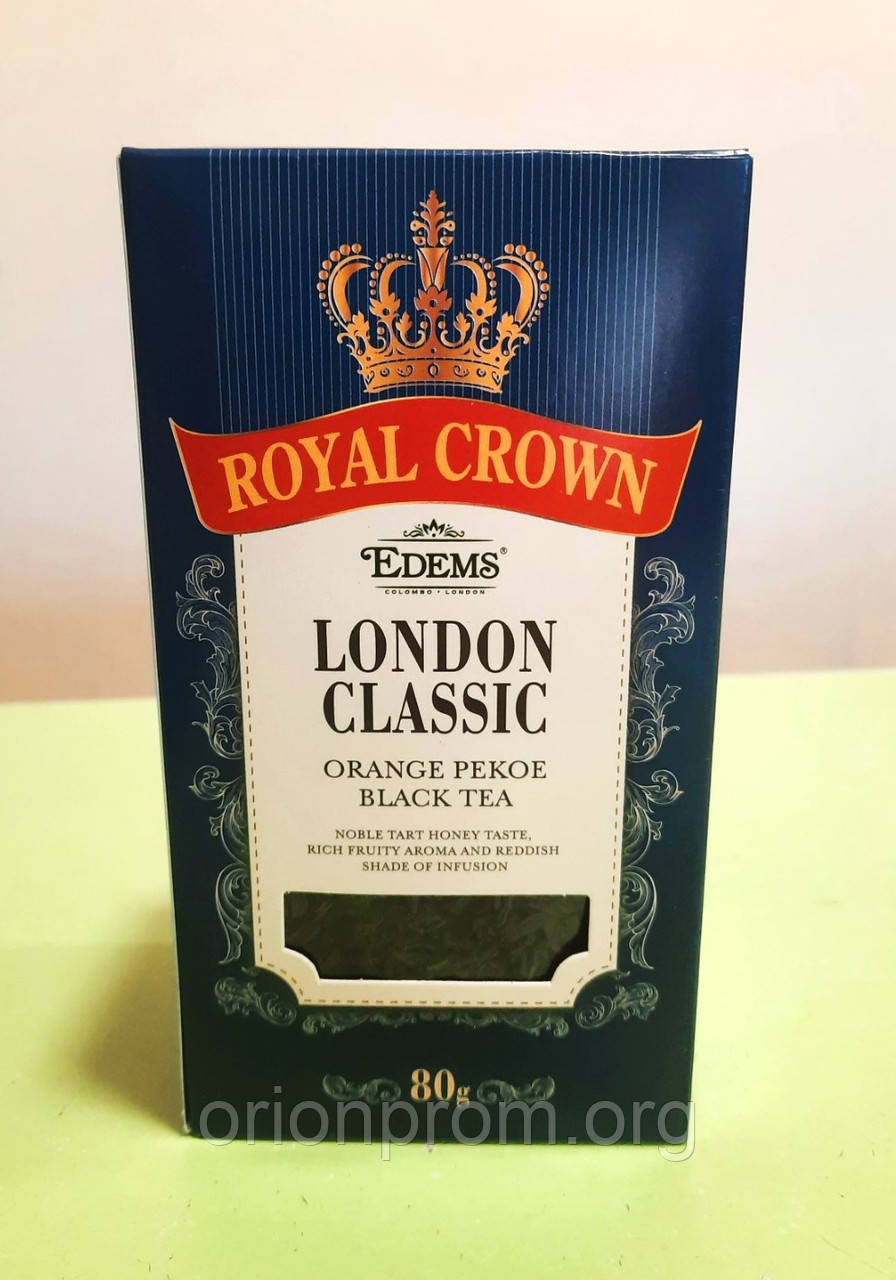 ROYAL CROWN
EDEMS®
COLOMBO • LONDON
LONDON
CLASSIC
ORANGE PEKOE
BLACK TEA
NOBLE TART HONEY TASTE,
RICH FRUITY AROMA AND REDDISH
SHADE OF INFUSION
80g
orionprom.org